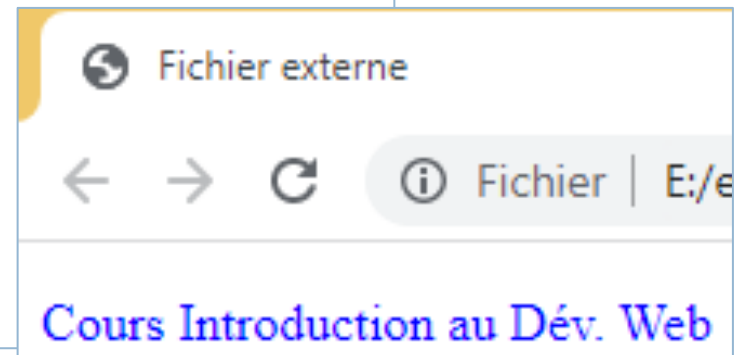 Fichier externe
Fichier | E:/e
Cours Introduction au Dév. Web